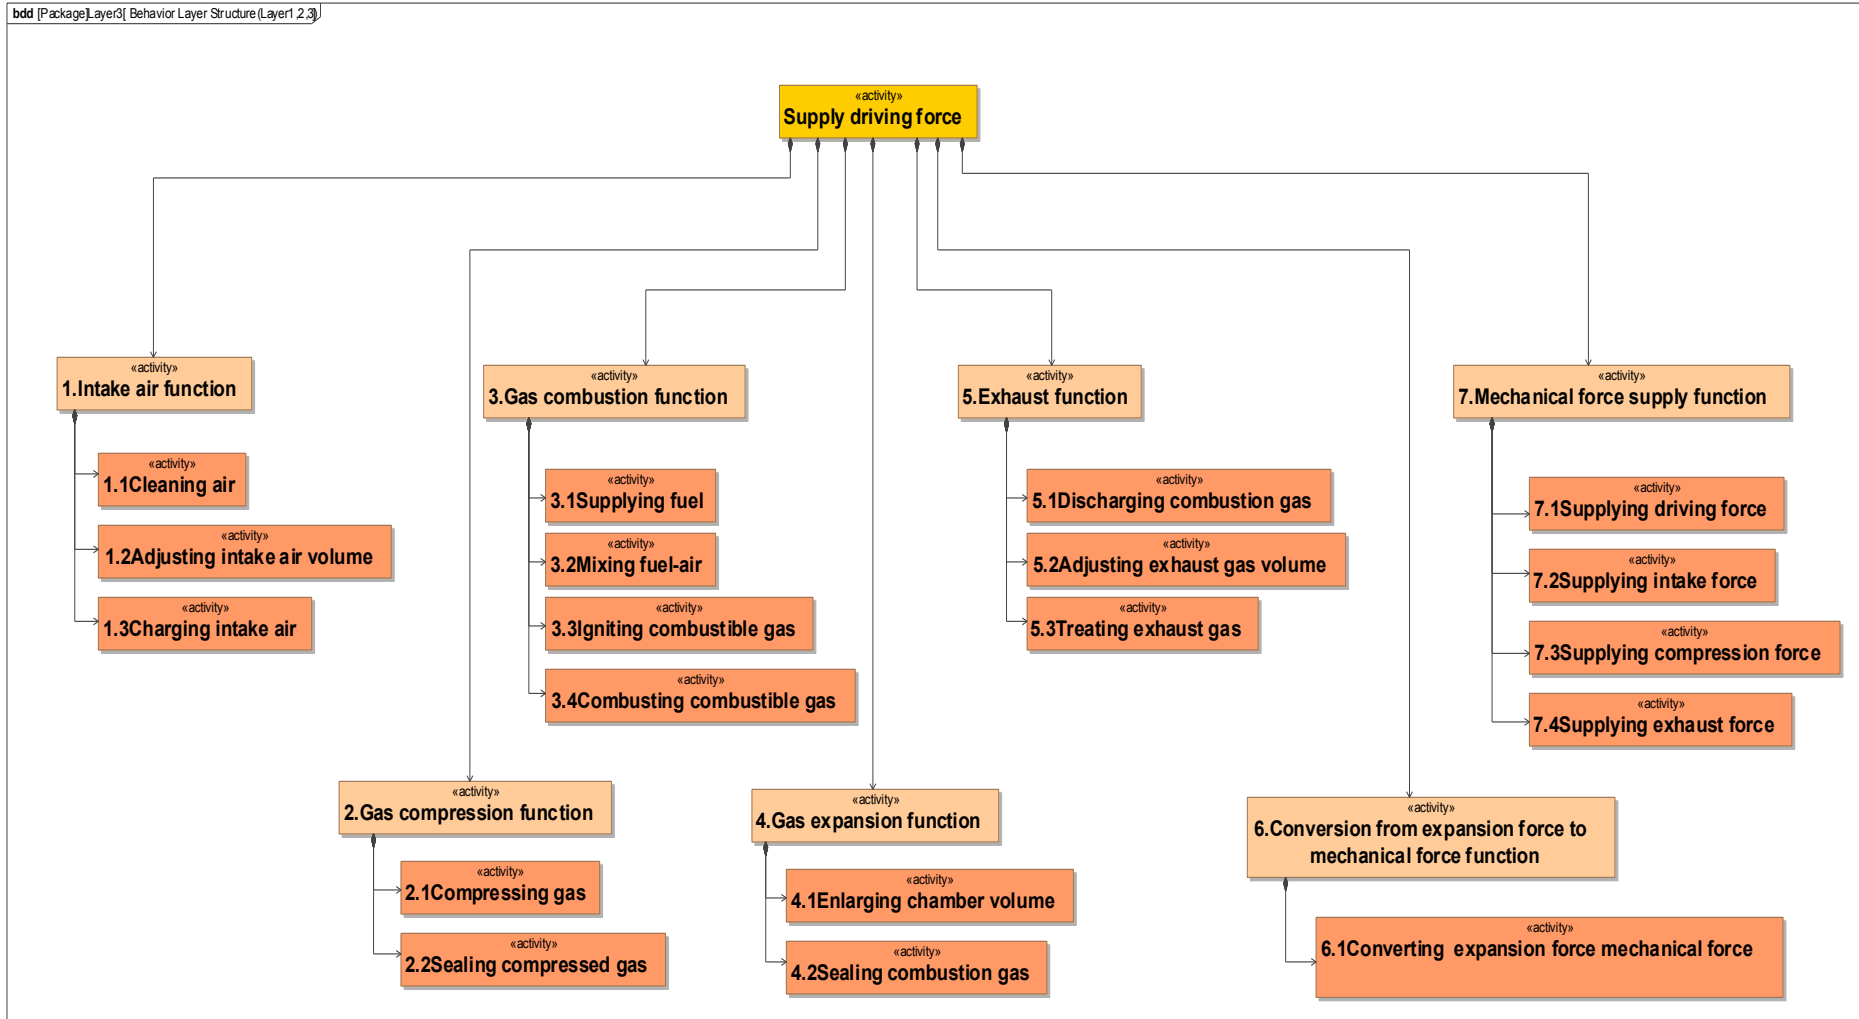 bdd [Package]Layer3[ Behavior Layer Structure(Layer1,2,3)]
«activity»
Supply driving force
«activity»
1.Intake air function
«activity»
1.1Cleaning air
«activity»
1.2Adjusting intake air volume
«activity»
1.3Charging intake air
«activity»
3.Gas combustion function
«activity»
3.1Supplying fuel
«activity»
3.2Mixing fuel-air
«activity»
3.3Igniting combustible gas
«activity»
3.4Combusting combustible gas
«activity»
5.Exhaust function
«activity»
5.1Discharging combustion gas
«activity»
5.2Adjusting exhaust gas volume
«activity»
5.3Treating exhaust gas
«activity»
7.Mechanical force supply function
«activity»
7.1Supplying driving force
«activity»
7.2Supplying intake force
«activity»
7.3Supplying compression force
«activity»
7.4Supplying exhaust force
«activity»
2.Gas compression function
«activity»
2.1Compressing gas
«activity»
2.2Sealing compressed gas
«activity»
4.Gas expansion function
«activity»
4.1Enlarging chamber volume
«activity»
4.2Sealing combustion gas
«activity»
6.Conversion from expansion force to
mechanical force function
«activity»
6.1Converting expansion force mechanical force